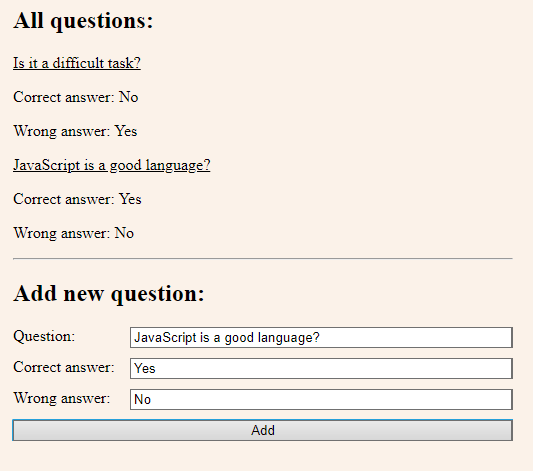 All questions:
Is it a difficult task?
Correct answer: No
Wrong answer: Yes
JavaScript is a good language?
Correct answer: Yes
Wrong answer: No
Add new question:
Question: JavaScript is a good language?
Correct answer: Yes
Wrong answer: No
Add